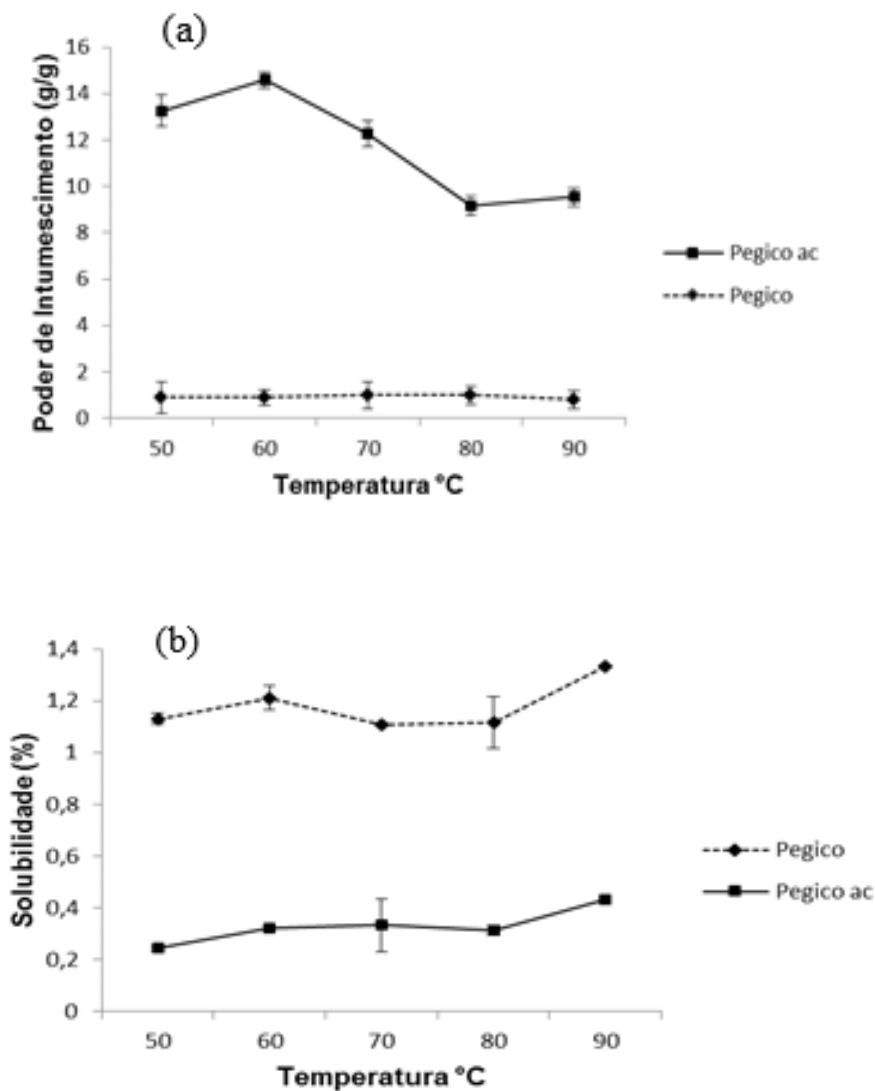 (a)
Poder de Intumescimento (g/g)
16
14
12
10
8
6
4
2
0
50 60 70 80 90
Temperatura °C
Pegico ac
Pegico
(b)
Solubilidade (%)
1,4
1,2
1
0,8
0,6
0,4
0,2
0
50 60 70 80 90
Temperatura °C
Pegico
Pegico ac